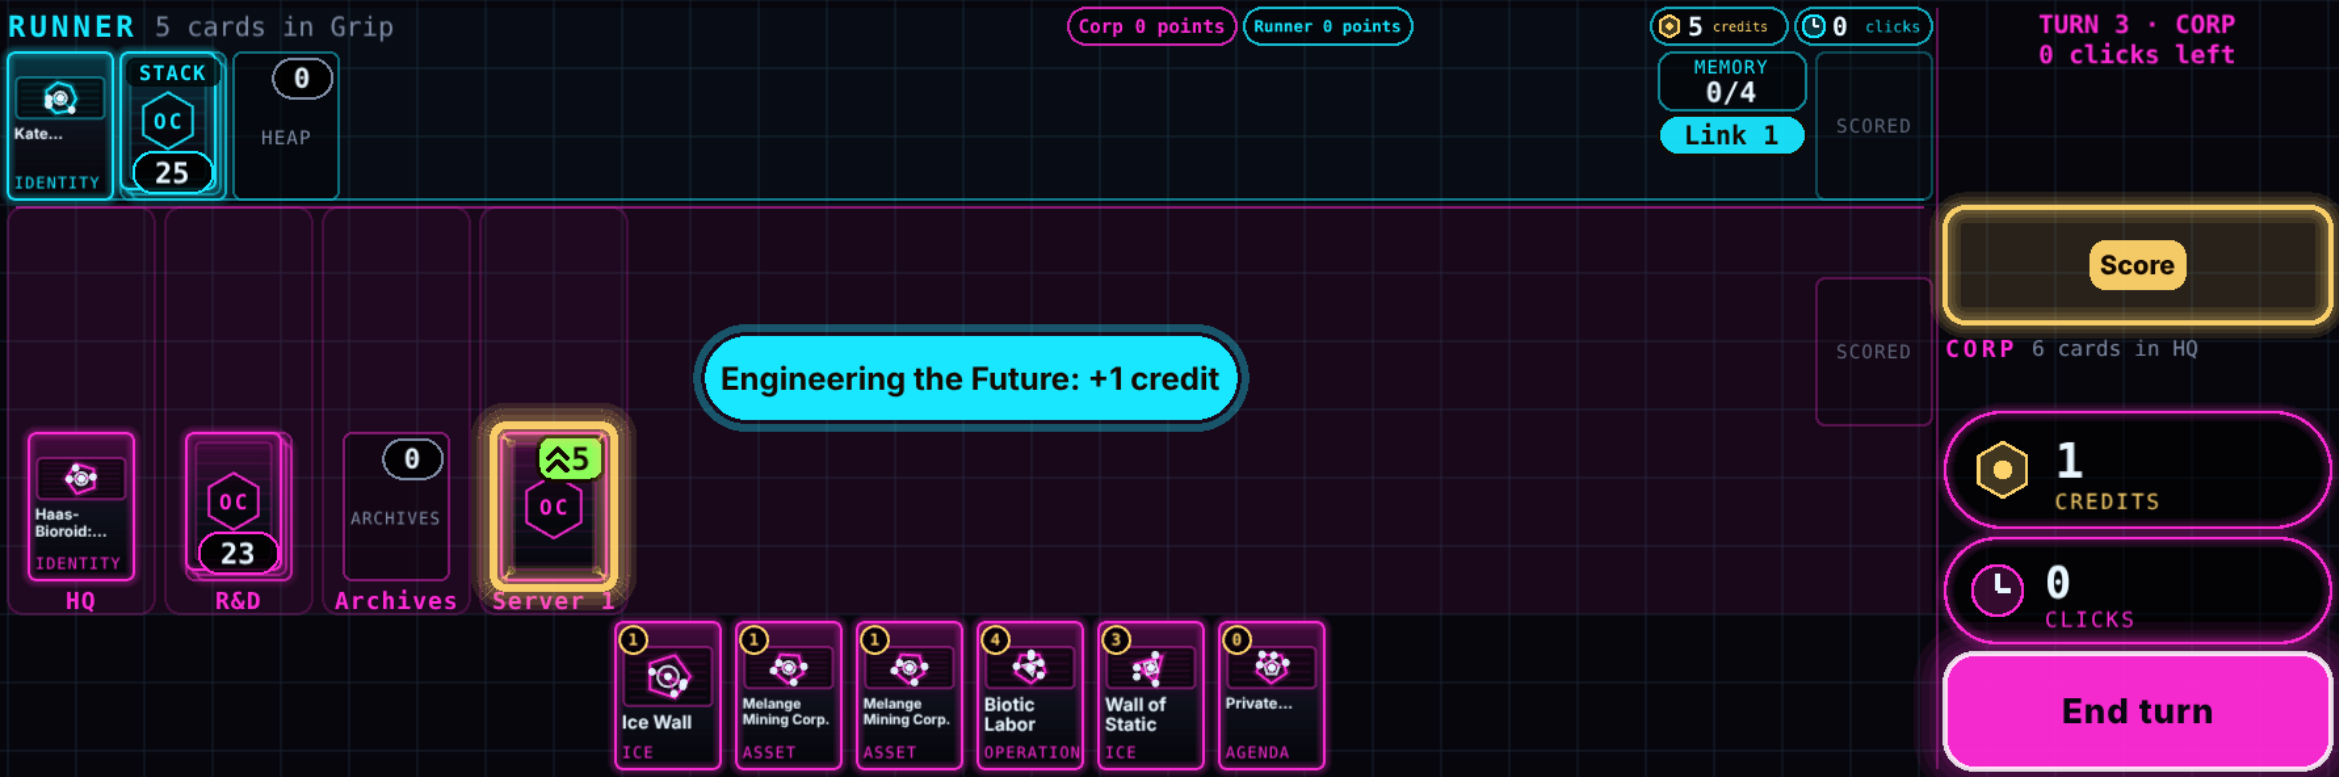 RUNNER 5 cards in Grip
Corp 0 points
Runner 0 points
5 credits
0 clicks
TURN 3 · CORP
0 clicks left
Kate...
IDENTITY
STACK
OC
25
0
HEAP
MEMORY
0/4
Link 1
SCORED
Score
CORP 6 cards in HQ
SCORED
Engineering the Future: +1 credit
Haas-
Bioroid:...
IDENTITY
HQ
OC
23
R&D
0
ARCHIVES
Archives
5
OC
Server 1
1
CREDITS
0
CLICKS
End turn
1
Ice Wall
ICE
1
Melange
Mining Corp.
ASSET
1
Melange
Mining Corp.
ASSET
4
Biotic
Labor
OPERATION
3
Wall of
Static
ICE
0
Private...
AGENDA